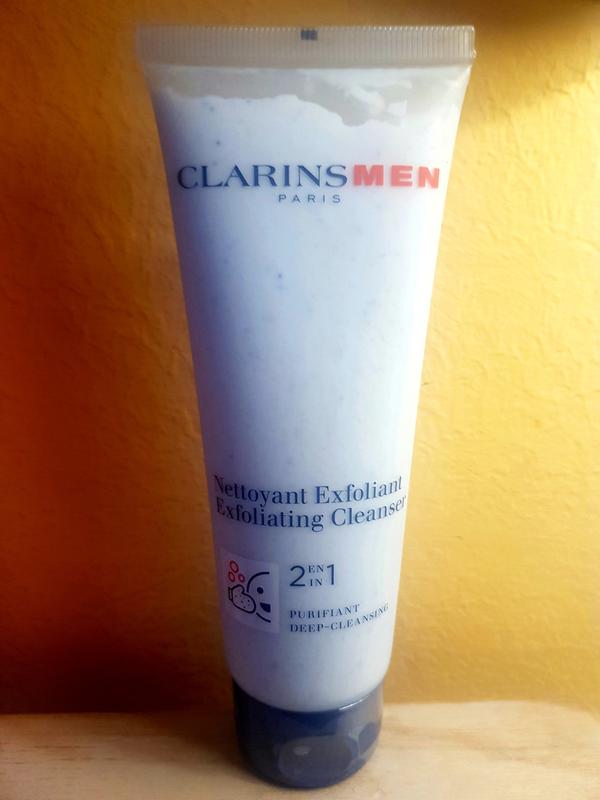 CLARINSMEN
PARIS
Nettoyant Exfoliant
Exfoliating Cleanser
2 EN IN 1
PURIFIANT
DEEP-CLEANSING